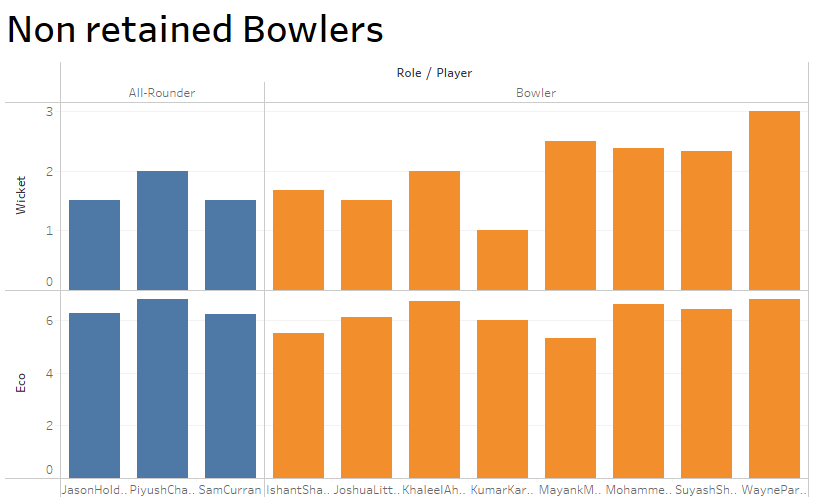 Non retained Bowlers
Role / Player
All-Rounder Bowler
3
2
1
0
Wicket
6
4
2
0
Eco
JasonHold.. PiyushCha.. SamCurran IshantSha.. JoshuaLitt.. KhaleelAh.. KumarKar.. MayankM.. Mohamme.. SuyashSh.. WaynePar..